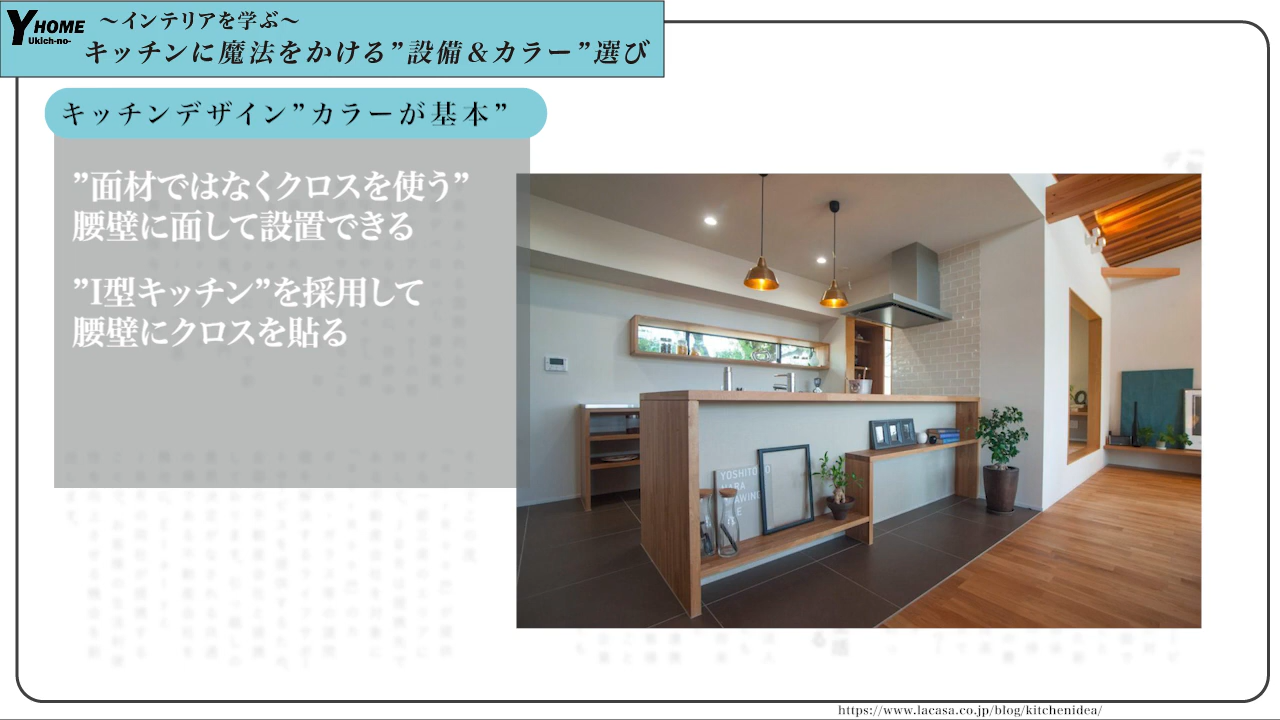 YHOME
Ukich-no-
～インテリアを学ぶ～
キッチンに魔法をかける”設備＆カラー”選び
キッチンデザイン”カラーが基本”
”面材ではなくクロスを使う”
腰壁に面して設置できる
”I型キッチン”を採用して
腰壁にクロスを貼る
YOSHITO
NARA
https://www.lacasa.co.jp/blog/kitchenidea/